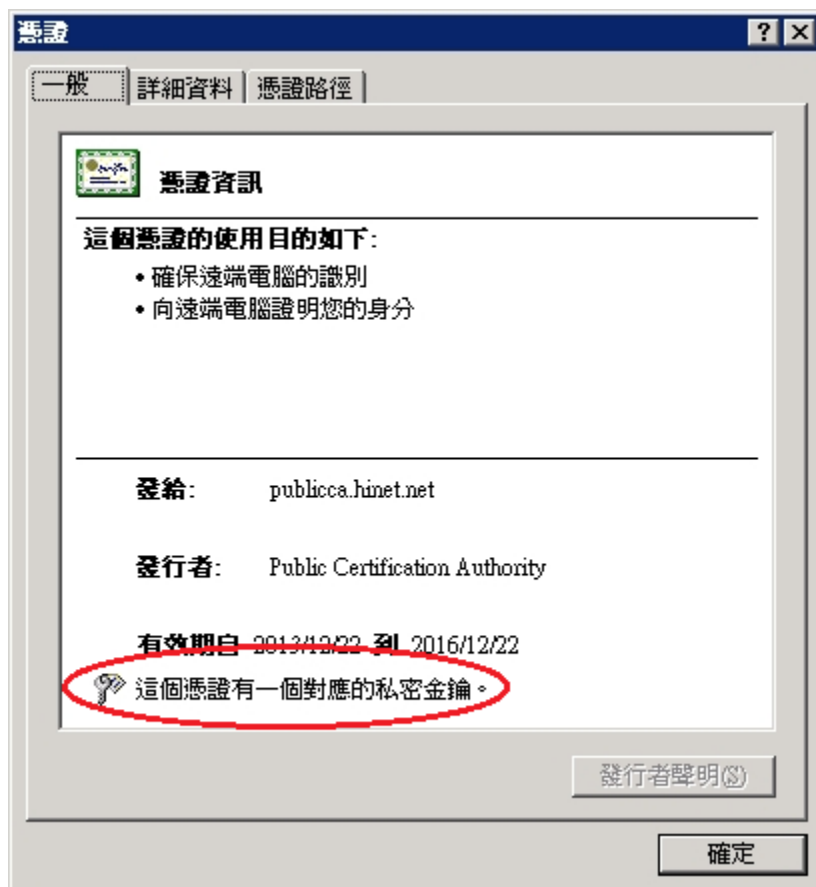 憑證
一般 詳細資料 憑證路徑
憑證資訊
這個憑證的使用目的如下:
•確保遠端電腦的識別
•向遠端電腦證明您的身分
發給: publicca.hinet.net
發行者: Public Certification Authority
有效期自 2013/12/22 到 2016/12/22
這個憑證有一個對應的私密金鑰。
發行者聲明(S)
確定